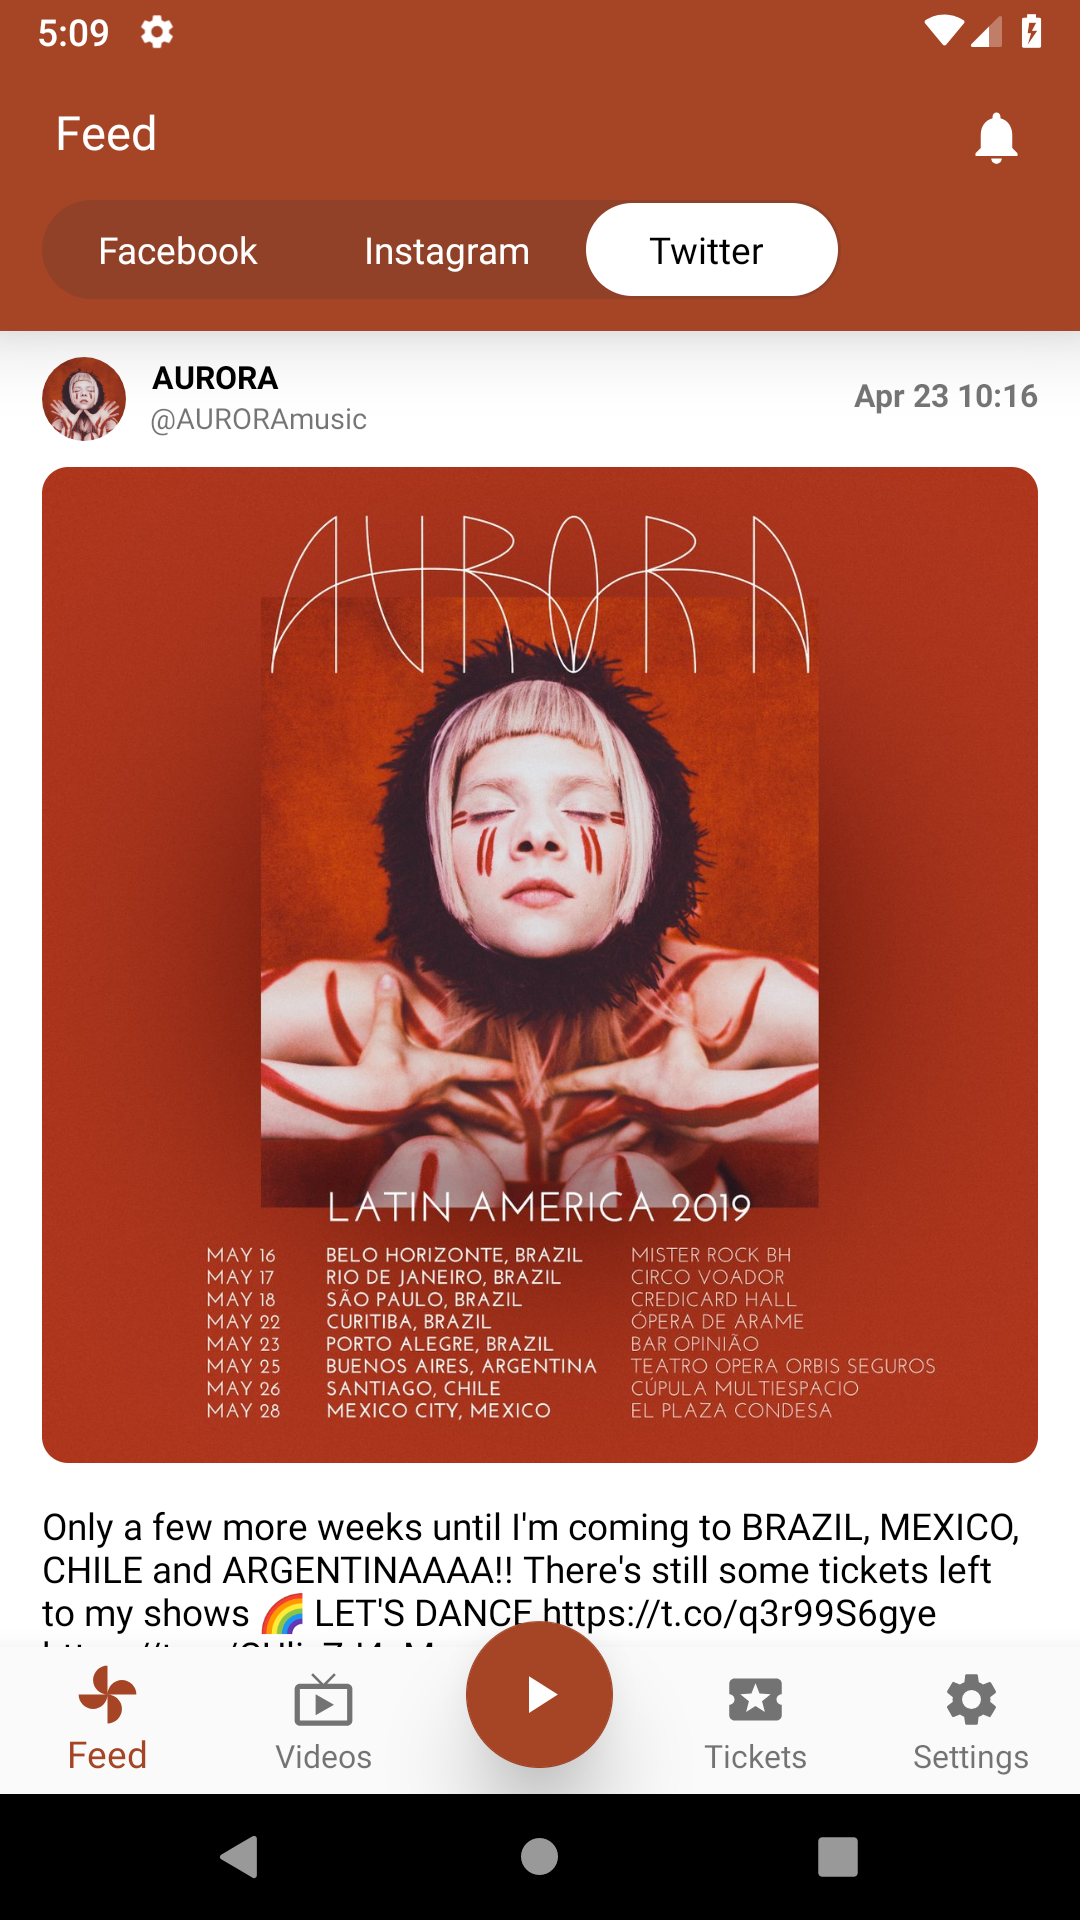 5:09
Feed
Facebook Instagram Twitter
AURORA
@AURORAmusic
Apr 23 10:16
AURORA
LATIN AMERICA 2019
MAY 16 BELO HORIZONTE, BRAZIL MISTER ROCK BH
MAY 17 RIO DE JANEIRO, BRAZIL CIRCO VOADOR
MAY 18 SÃO PAULO, BRAZIL CREDICARD HALL
MAY 22 CURITIBA, BRAZIL ÓPERA DE ARAME
MAY 23 PORTO ALEGRE, BRAZIL BAR OPINIÃO
MAY 25 BUENOS AIRES, ARGENTINA TEATRO OPERA ORBIS SEGUROS
MAY 26 SANTIAGO, CHILE CÚPULA MULTIESPACIO
MAY 28 MEXICO CITY, MEXICO EL PLAZA CONDESA
Only a few more weeks until I'm coming to BRAZIL, MEXICO,
CHILE and ARGENTINAAAA!! There's still some tickets left
to my shows 🌈 LET'S DANCE https://t.co/q3r99S6gye
Feed Videos Tickets Settings